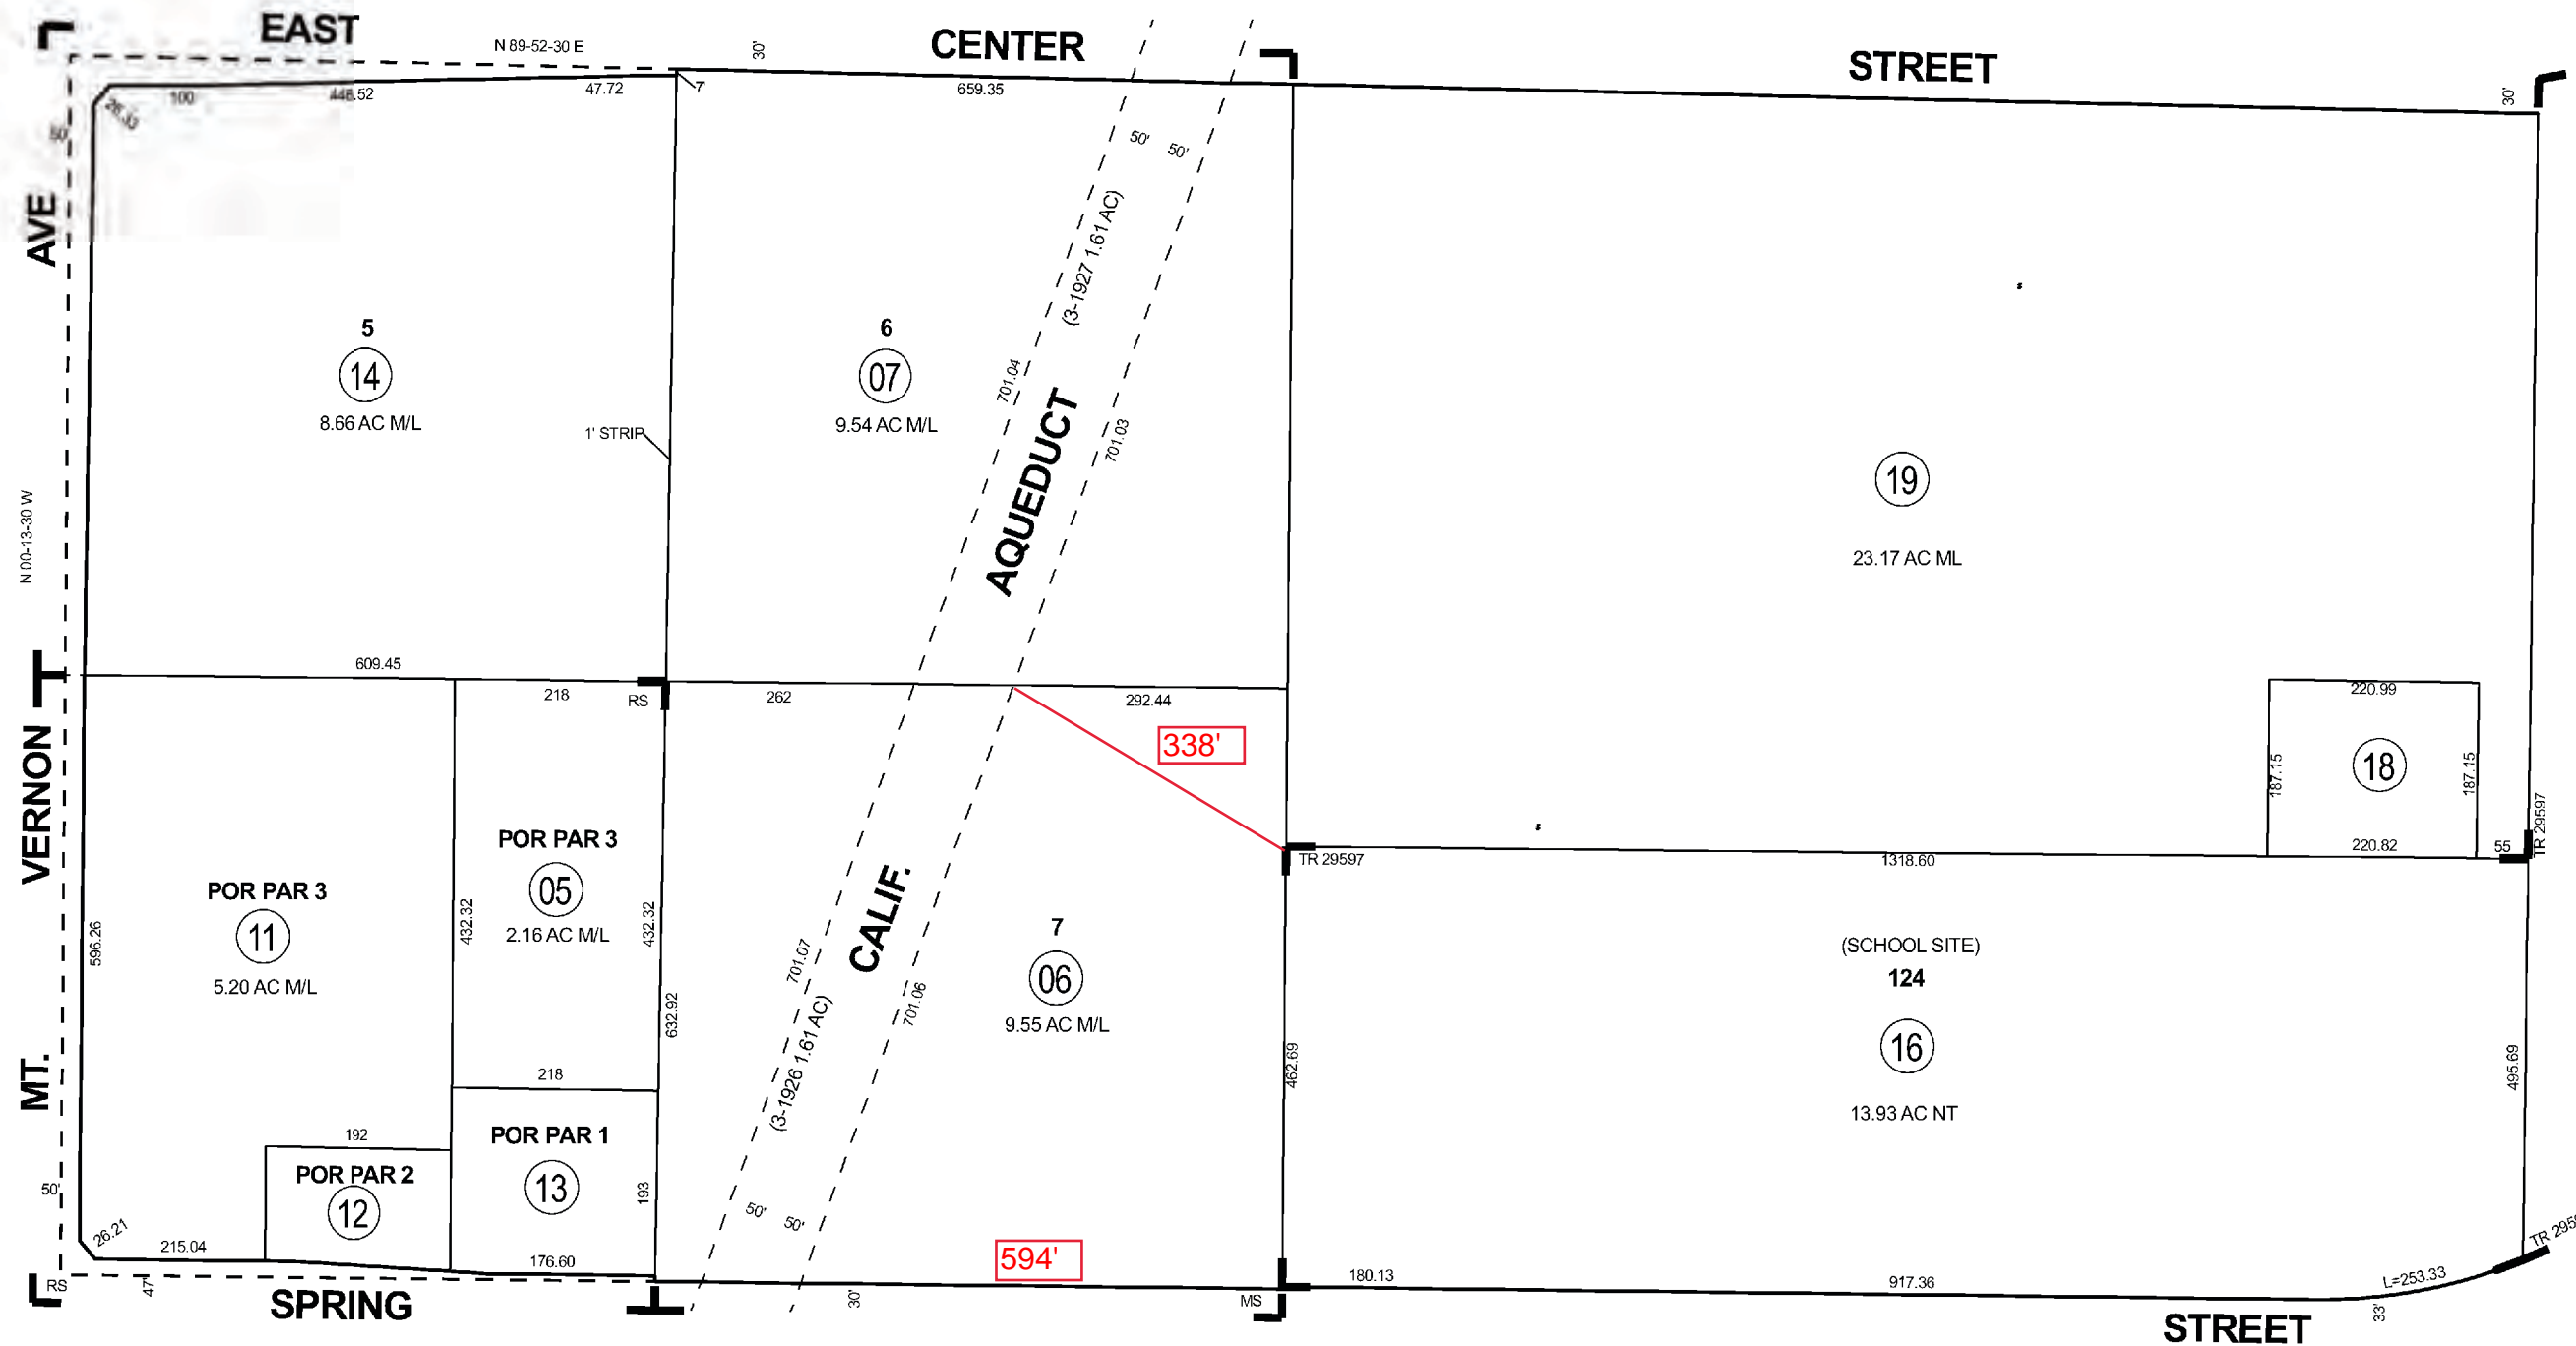 EAST
N 89-52-30 E
30'
CENTER
STREET
30'
100
448.52
47.72
7'
659.35
26.33
50'
50'
50'
AVE
(3-1927 1.61 AC)
5
14
8.66 AC M/L
6
07
9.54 AC M/L
701.04
701.03
AQUEDUCT
1' STRIP
19
23.17 AC ML
N 00-13-30 W
609.45
218
RS
262
292.44
338'
220.99
187.15
18
187.15
VERNON
TR 29597
1318.60
220.82
55
TR 29597
POR PAR 3
05
2.16 AC M/L
POR PAR 3
11
5.20 AC M/L
596.26
432.32
432.32
632.92
701.07
CALIF.
701.06
(3-1926 1.61 AC)
7
06
9.55 AC M/L
462.69
(SCHOOL SITE)
124
16
13.93 AC NT
495.69
MT.
218
192
POR PAR 1
13
193
POR PAR 2
12
50'
50'
50'
26.21
215.04
176.60
594'
180.13
917.36
L=253.33
TR 295
RS
47'
SPRING
30'
MS
33'
STREET